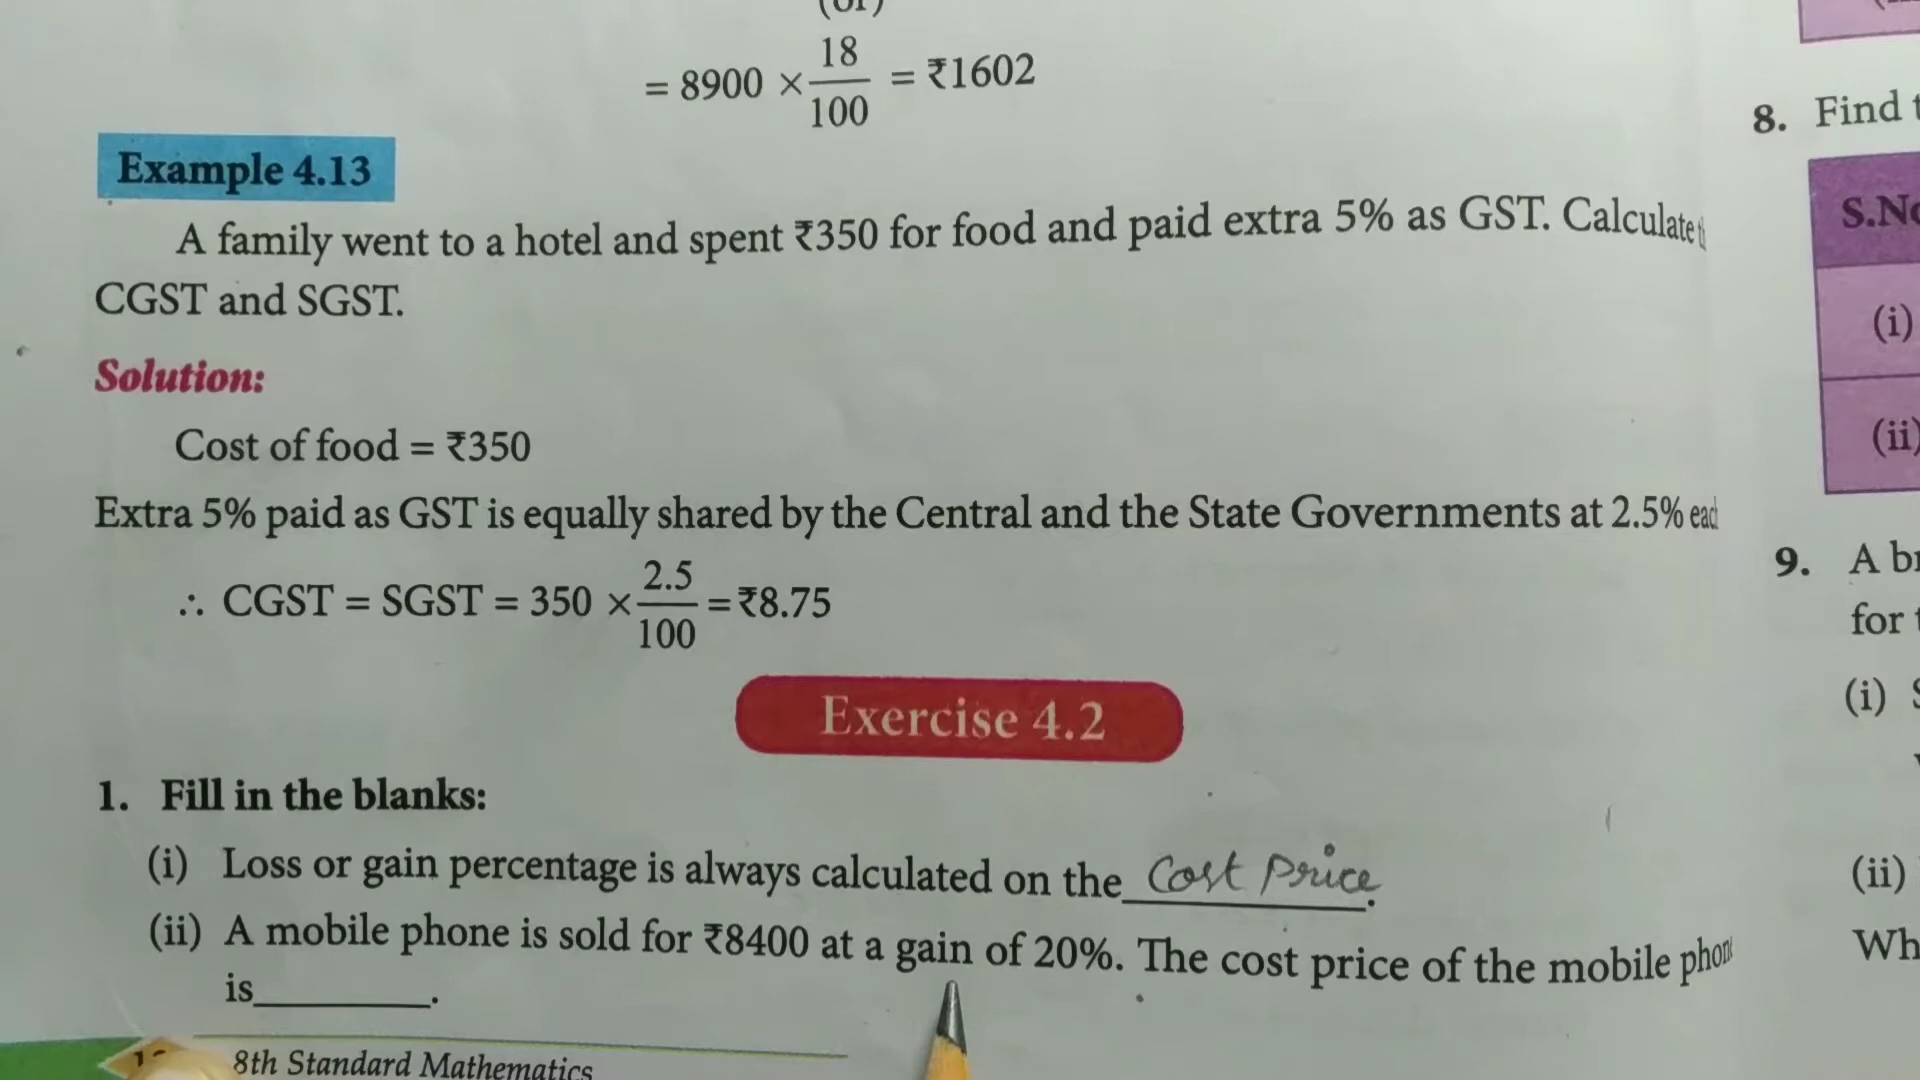 (or)
= 8900 × 18/100 = ₹1602
Example 4.13
A family went to a hotel and spent ₹350 for food and paid extra 5% as GST. Calculate
CGST and SGST.
Solution:
Cost of food = ₹350
Extra 5% paid as GST is equally shared by the Central and the State Governments at 2.5%
∴ CGST = SGST = 350 × 2.5/100 = ₹8.75
Exercise 4.2
1. Fill in the blanks:
(i) Loss or gain percentage is always calculated on the Cost Price.
(ii) A mobile phone is sold for ₹8400 at a gain of 20%. The cost price of the mobile
is________.
8th Standard Mathematics
8. Find
(i)
(ii)
9. A
for
(i)
(ii)